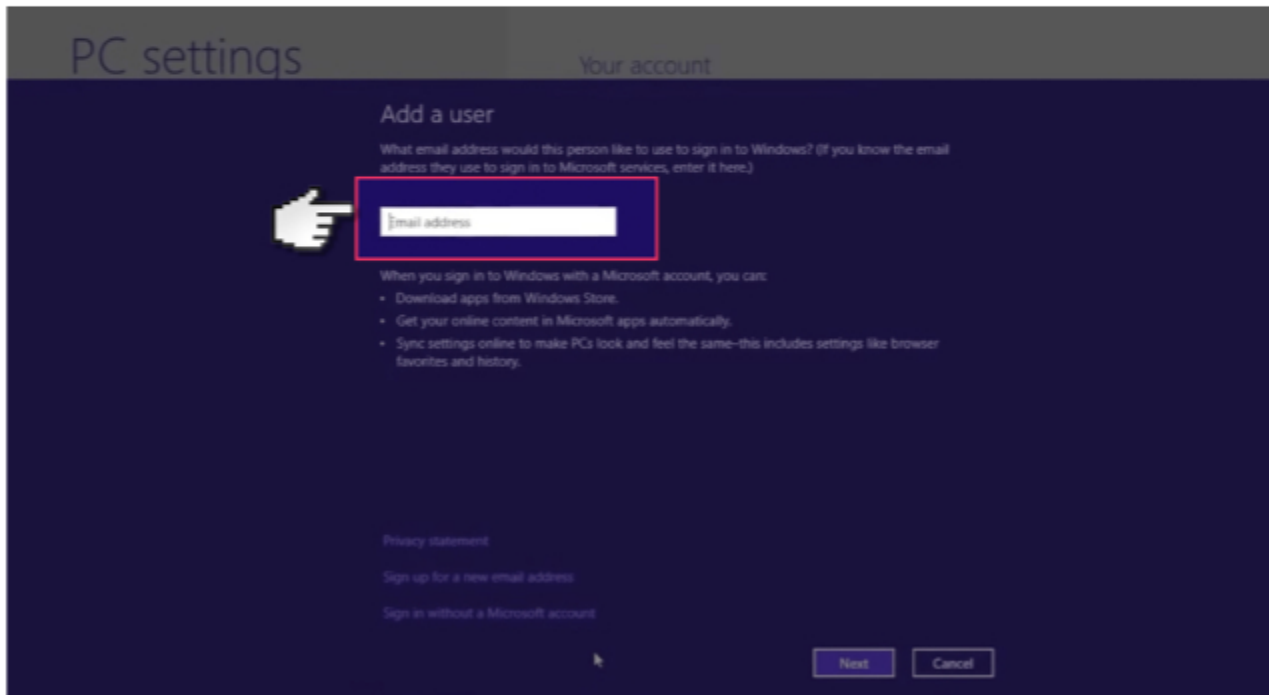 PC settings
Your account
Add a user
What email address would this person like to use to sign in to Windows? (If you know the email
address they use to sign in to Microsoft services, enter it here.)
Email address
When you sign in to Windows with a Microsoft account, you can:
• Download apps from Windows Store.
• Get your online content in Microsoft apps automatically.
• Sync settings online to make PCs look and feel the same–this includes settings like browser
favorites and history.
Privacy statement
Sign up for a new email address
Sign in without a Microsoft account
Next
Cancel